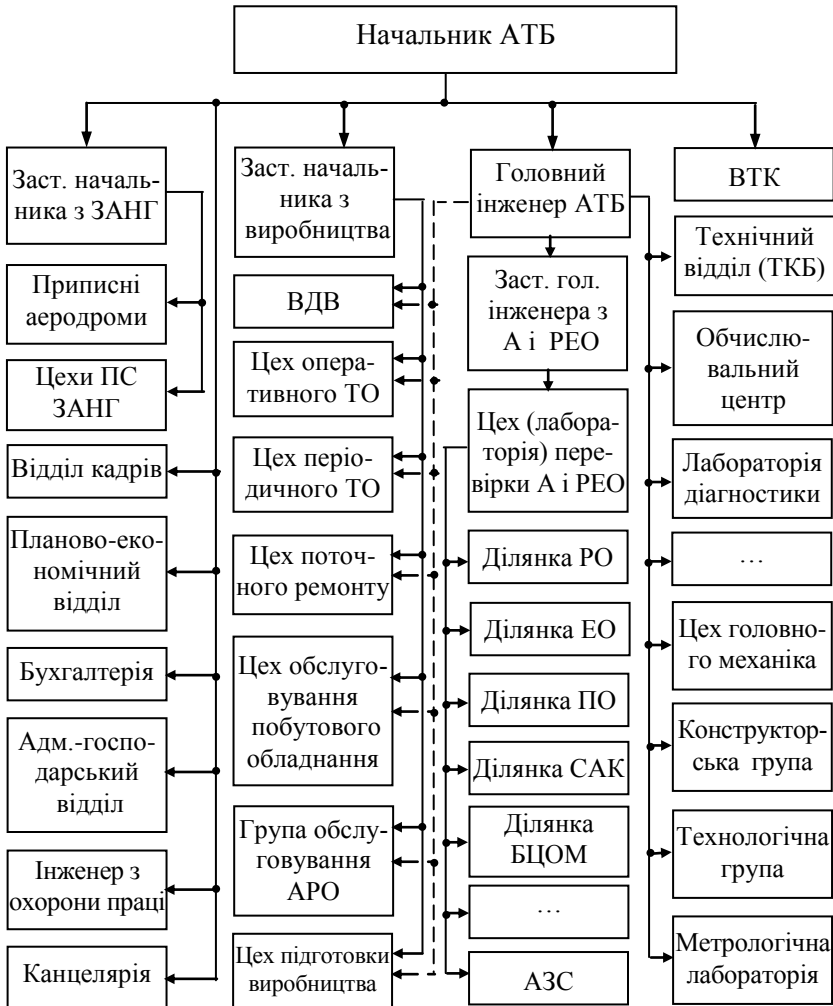 Начальник АТБ
Заст. началь-
ника з ЗАНГ
Приписні
аеродроми
Цехи ПС
ЗАНГ
Відділ кадрів
Планово-еко-
номічний
відділ
Бухгалтерія
Адм.-госпо-
дарський
відділ
Інженер з
охорони праці
Канцелярія
Заст. началь-
ника з
виробництва
ВДВ
Цех опера-
тивного ТО
Цех періо-
дичного ТО
Цех поточ-
ного ремонту
Цех обслуго-
вування
побутового
обладнання
Група обслу-
говування
АРО
Цех підготовки
виробництва
Головний
інженер АТБ
Заст. гол.
інженера з
А і РЕО
Цех (лабора-
торія) пере-
вірки А і РЕО
Ділянка РО
Ділянка ЕО
Ділянка ПО
Ділянка САК
Ділянка
БЦОМ
…
АЗС
ВТК
Технічний
відділ (ТКБ)
Обчислю-
вальний
центр
Лабораторія
діагностики
…
Цех головно-
го механіка
Конструктор-
ська група
Технологічна
група
Метрологічна
лабораторія